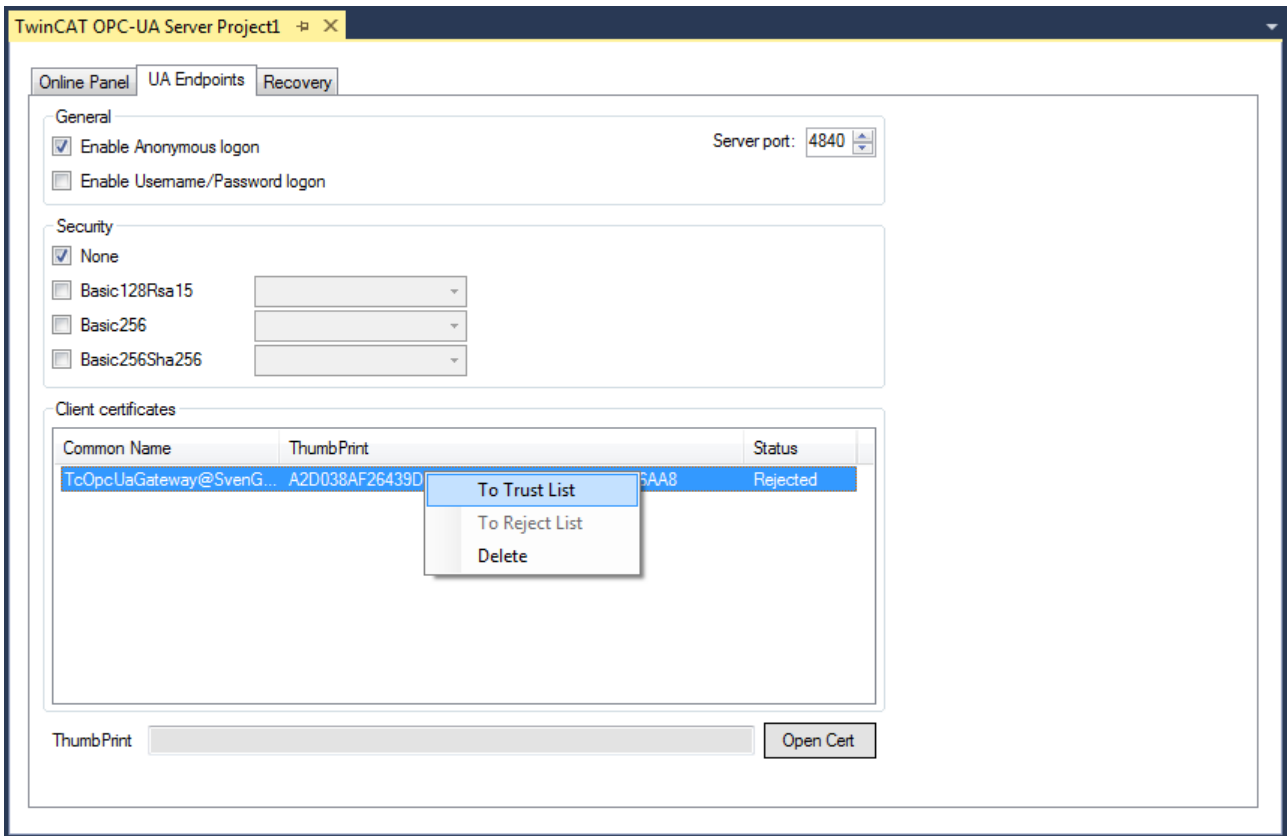 TwinCAT OPC-UA Server Project1
Online Panel UA Endpoints Recovery
General
Enable Anonymous logon Server port: 4840
Enable Username/Password logon
Security
None
Basic128Rsa15
Basic256
Basic256Sha256
Client certificates
Common Name ThumbPrint Status
TcOpcUaGateway@SvenG... A2D038AF26439D 6AA8 Rejected
To Trust List
To Reject List
Delete
ThumbPrint Open Cert